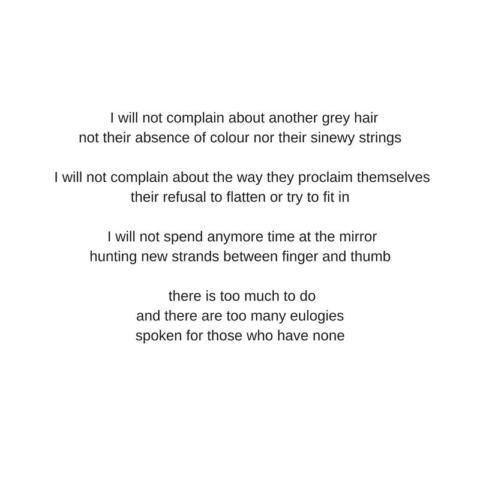 I will not complain about another grey hair
not their absence of colour nor their sinewy strings
I will not complain about the way they proclaim themselves
their refusal to flatten or try to fit in
I will not spend anymore time at the mirror
hunting new strands between finger and thumb
there is too much to do
and there are too many eulogies
spoken for those who have none